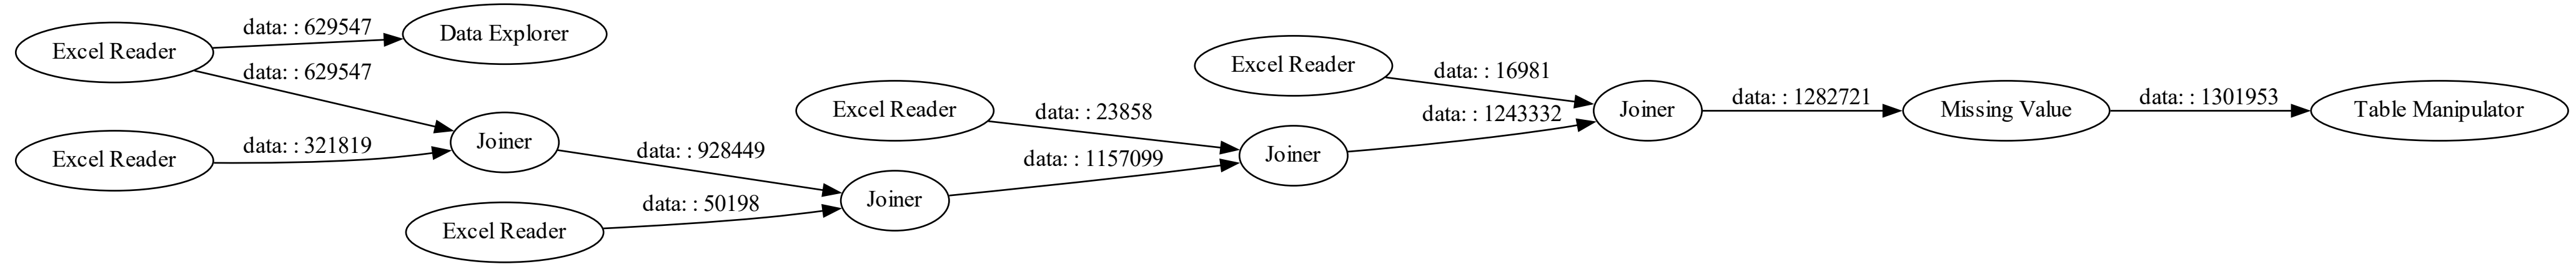 Excel Reader
data: : 629547
Data Explorer
data: : 629547
Excel Reader
data: : 321819
Joiner
data: : 928449
Excel Reader
data: : 50198
Joiner
Excel Reader
data: : 23858
data: : 1157099
Joiner
Excel Reader
data: : 16981
data: : 1243332
Joiner
data: : 1282721
Missing Value
data: : 1301953
Table Manipulator